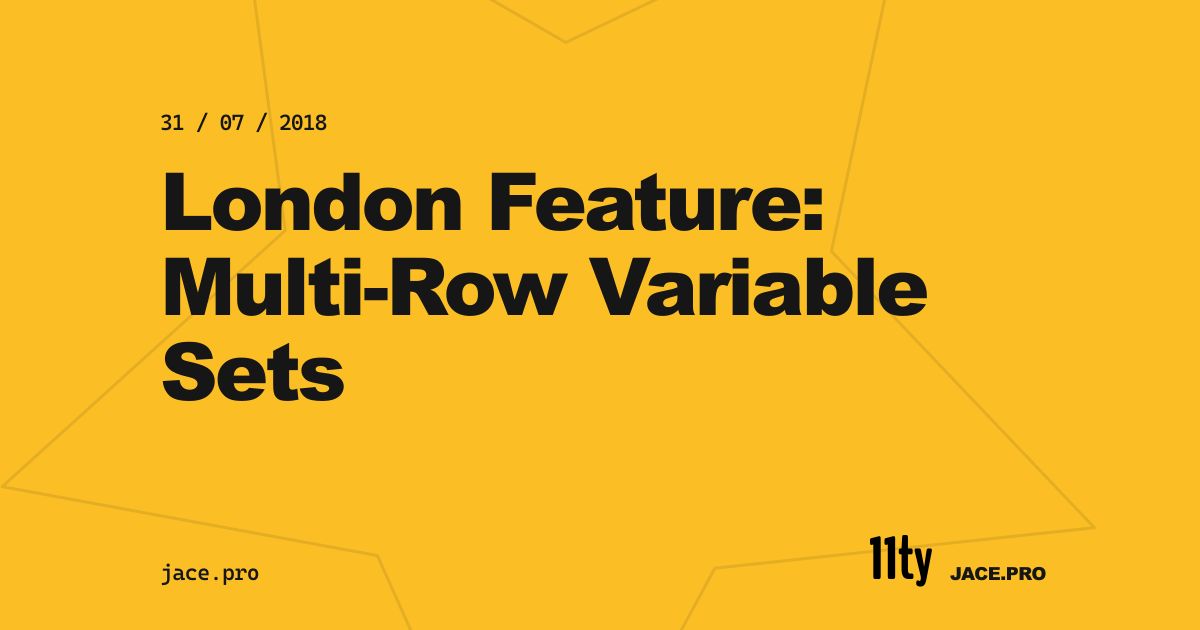 31 / 07 / 2018
London Feature:
Multi-Row Variable
Sets
jace.pro
11ty JACE.PRO